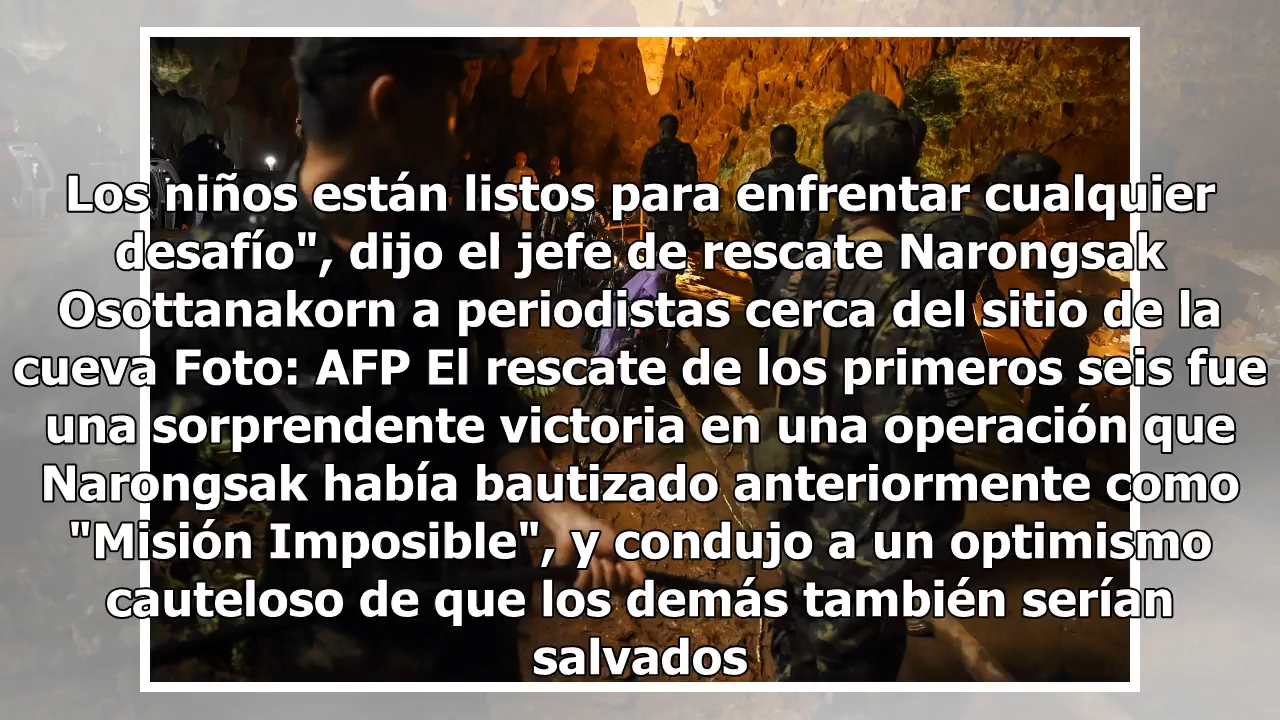 Los niños están listos para enfrentar cualquier
desafío", dijo el jefe de rescate Narongsak
Osottanakorn a periodistas cerca del sitio de la
cueva Foto: AFP El rescate de los primeros seis fue
una sorprendente victoria en una operación que
Narongsak había bautizado anteriormente como
"Misión Imposible", y condujo a un optimismo
cauteloso de que los demás también serían
salvados